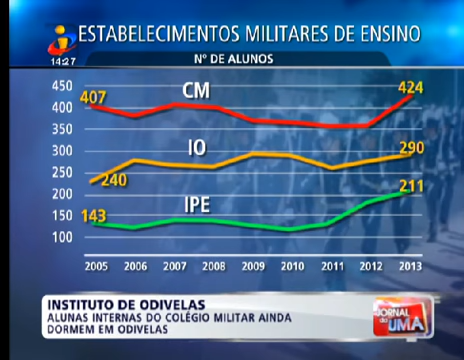 ESTABELECIMENTOS MILITARES DE ENSINO
14:27
Nº DE ALUNOS
450
400
350
300
250
200
150
100
407
CM
424
IO
240
290
IPE
143
211
2005 2006 2007 2008 2009 2010 2011 2012 2013
INSTITUTO DE ODIVELAS
ALUNAS INTERNAS DO COLÉGIO MILITAR AINDA
DORMEM EM ODIVELAS
JORNAL
da UMA